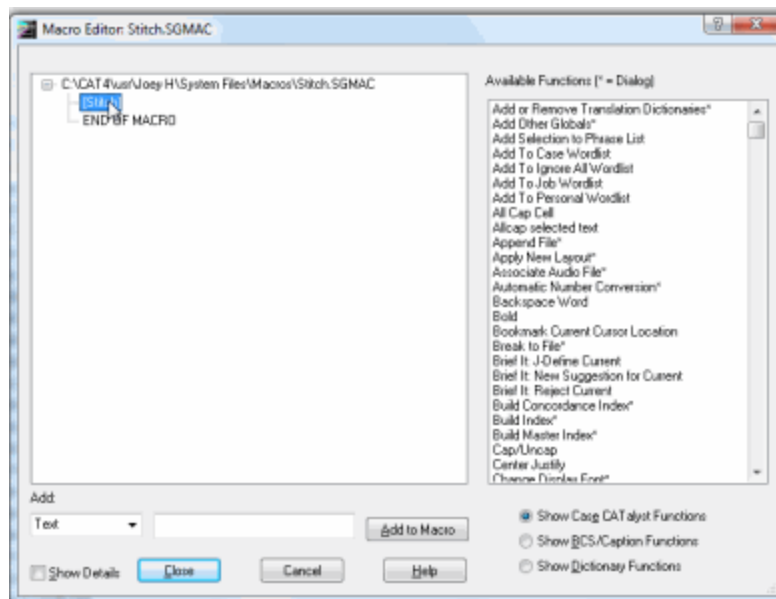 Macro Editor: Stitch.SGMAC
C:\CAT4\usr\Joey H\System Files\Macros\Stitch.SGMAC
[Stitch]
END OF MACRO
Available Functions (* = Dialog)
Add or Remove Translation Dictionaries*
Add Other Globals*
Add Selection to Phrase List
Add To Case Wordlist
Add To Ignore All Wordlist
Add To Job Wordlist
Add To Personal Wordlist
All Cap Cell
Allcap selected text
Append File*
Apply New Layout*
Associate Audio File*
Automatic Number Conversion*
Backspace Word
Bold
Bookmark Current Cursor Location
Break to File*
Brief It: J-Define Current
Brief It: New Suggestion for Current
Brief It: Reject Current
Build Concordance Index*
Build Index*
Build Master Index*
Cap/Uncap
Center Justify
Change Display Font*
Add:
Text
Add to Macro
Show Details
Close
Cancel
Help
Show Case CATalyst Functions
Show BCS/Caption Functions
Show Dictionary Functions